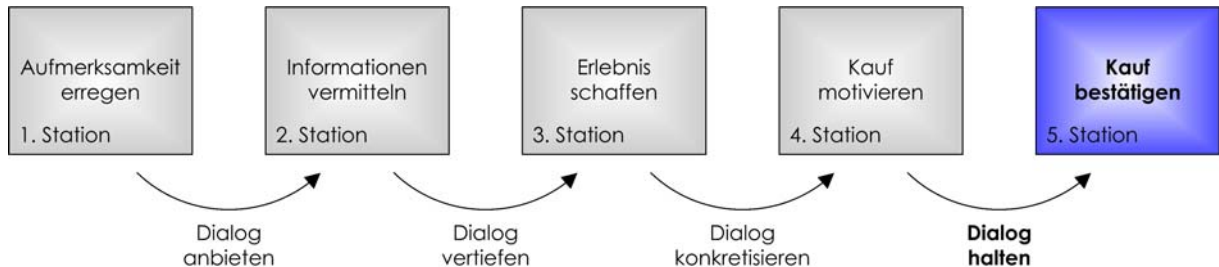 Aufmerksamkeit
erregen
1. Station
Informationen
vermitteln
2. Station
Erlebnis
schaffen
3. Station
Kauf
motivieren
4. Station
Kauf
bestätigen
5. Station
Dialog
anbieten
Dialog
vertiefen
Dialog
konkretisieren
Dialog
halten